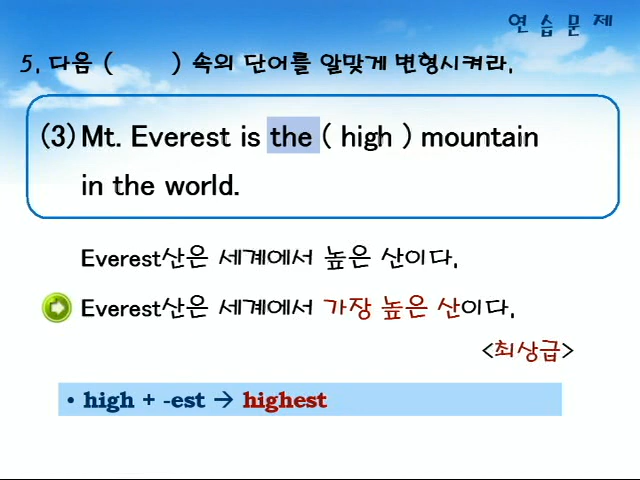 연 습 문 제
5. 다음 (      ) 속의 단어를 알맞게 변형시켜라.
(3) Mt. Everest is the ( high ) mountain
in the world.
Everest산은 세계에서 높은 산이다.
Everest산은 세계에서 가장 높은 산이다.
<최상급>
• high + -est → highest